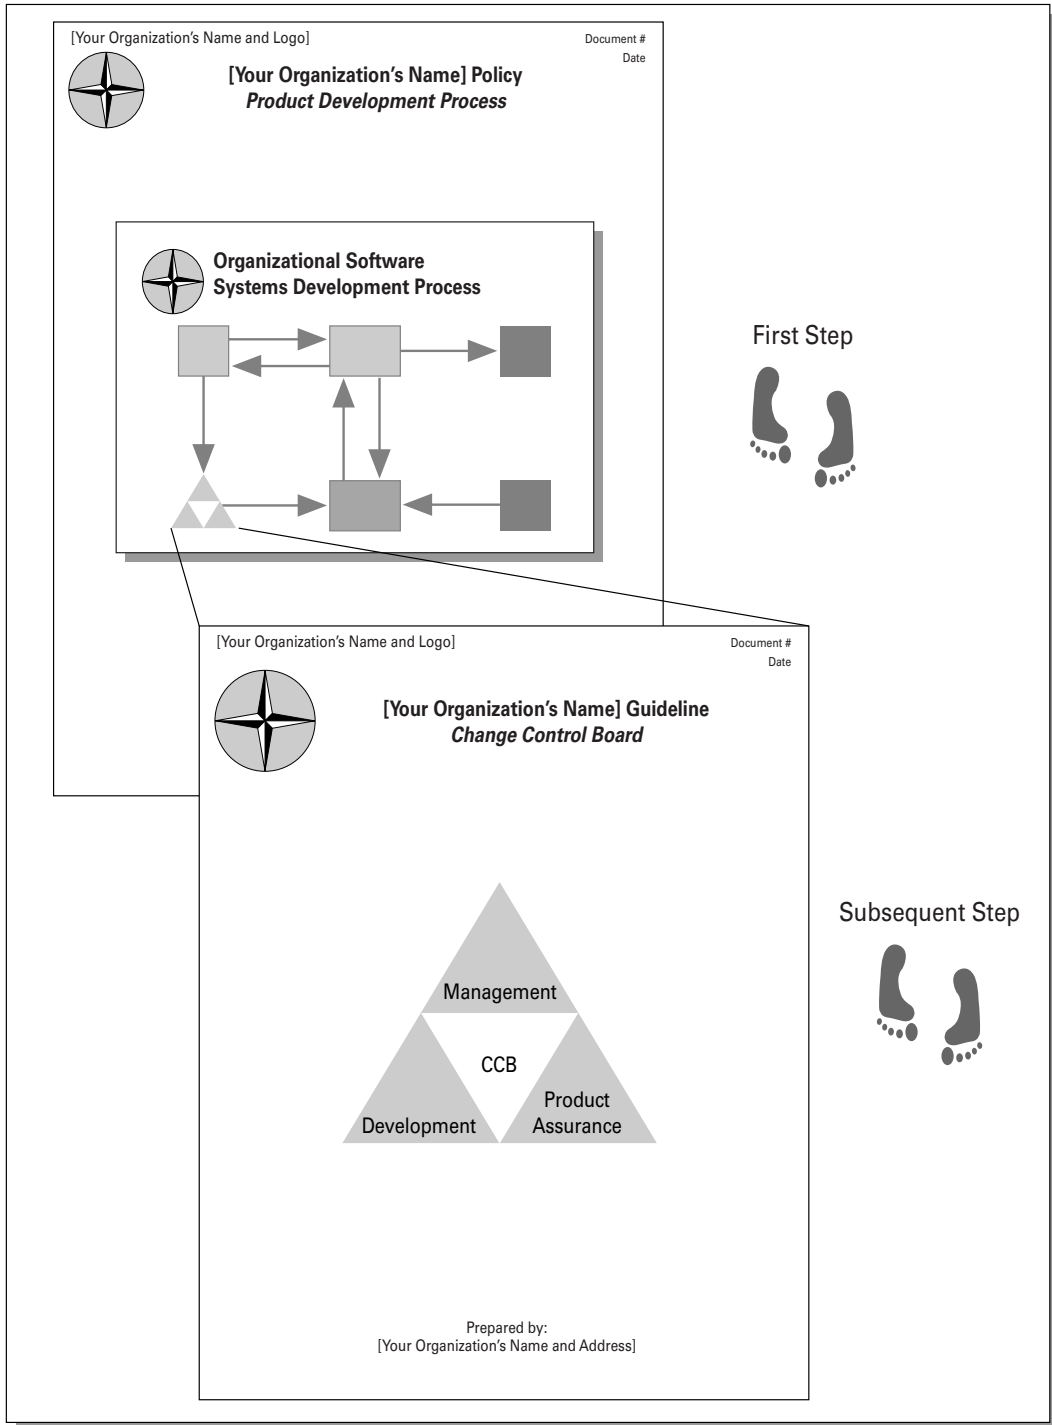 [Your Organization's Name and Logo]
Document #
Date
[Your Organization's Name] Policy
Product Development Process
Organizational Software
Systems Development Process
First Step
[Your Organization's Name and Logo]
Document #
Date
[Your Organization's Name] Guideline
Change Control Board
Subsequent Step
Management
CCB
Product
Assurance
Development
Prepared by:
[Your Organization's Name and Address]